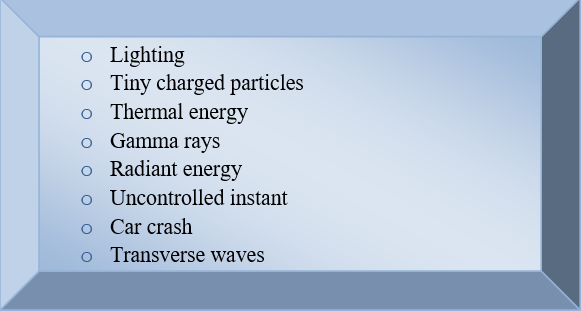 Lighting
Tiny charged particles
Thermal energy
Gamma rays
Radiant energy
Uncontrolled instant
Car crash
Transverse waves